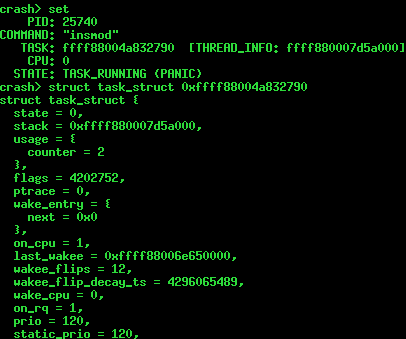 crash> set
PID: 25740
COMMAND: "insmod"
TASK: ffff88004a832790 [THREAD_INFO: ffff880007d5a000]
CPU: 0
STATE: TASK_RUNNING (PANIC)
crash> struct task_struct 0xffff88004a832790
struct task_struct {
state = 0,
stack = 0xffff880007d5a000,
usage = {
counter = 2
},
flags = 4202752,
ptrace = 0,
wake_entry = {
next = 0x0
},
on_cpu = 1,
last_wakee = 0xffff88006e650000,
wakee_flips = 12,
wakee_flip_decay_ts = 4296065489,
wake_cpu = 0,
on_rq = 1,
prio = 120,
static_prio = 120,